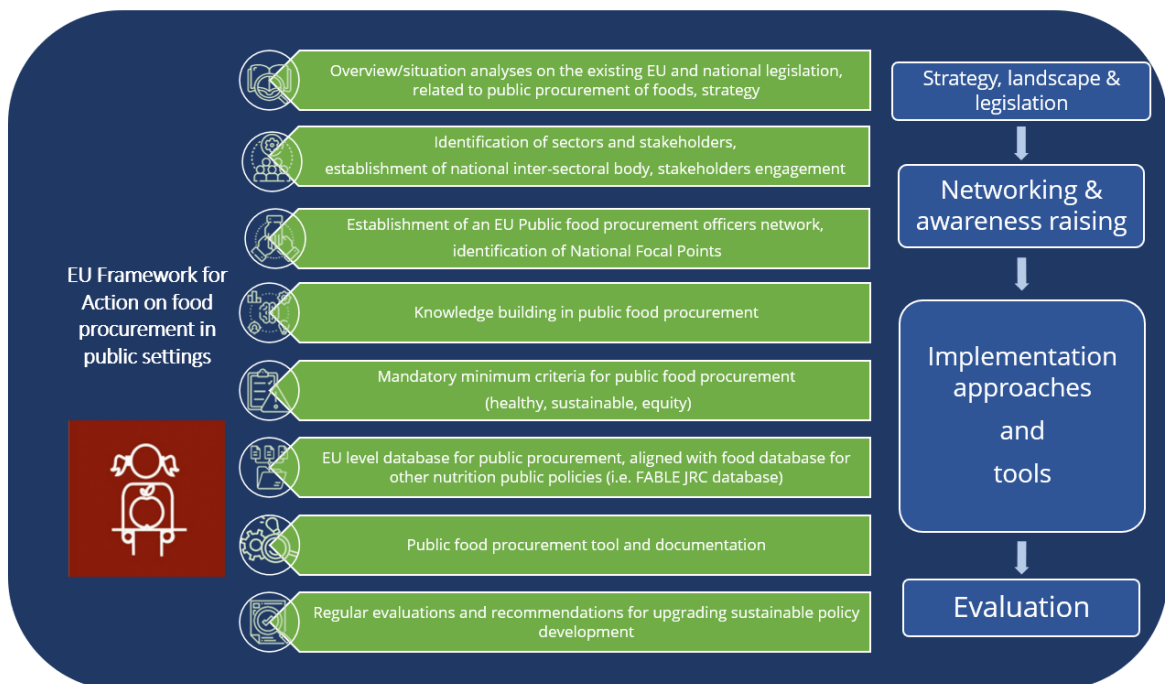 EU Framework for
Action on food
procurement in
public settings
Overview/situation analyses on the existing EU and national legislation,
related to public procurement of foods, strategy
Identification of sectors and stakeholders,
establishment of national inter-sectoral body, stakeholders engagement
Establishment of an EU Public food procurement officers network,
identification of National Focal Points
Knowledge building in public food procurement
Mandatory minimum criteria for public food procurement
(healthy, sustainable, equity)
EU level database for public procurement, aligned with food database for
other nutrition public policies (i.e. FABLE JRC database)
Public food procurement tool and documentation
Regular evaluations and recommendations for upgrading sustainable policy
development
Strategy, landscape &
legislation
Networking &
awareness raising
Implementation
approaches
and
tools
Evaluation